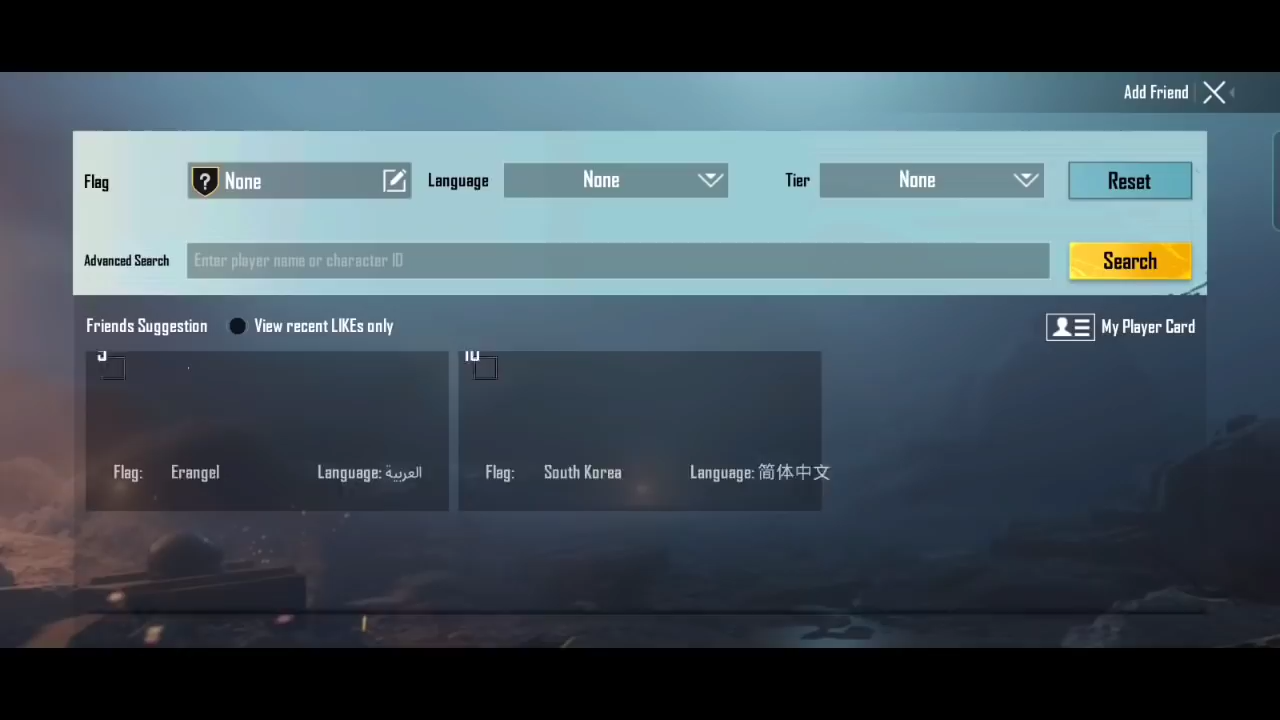 Add Friend
Flag
? None
Language
None
Tier
None
Reset
Advanced Search
Enter player name or character ID
Search
Friends Suggestion
View recent LIKEs only
My Player Card
Flag: Erangel
Language: العربية
Flag: South Korea
Language: 简体中文